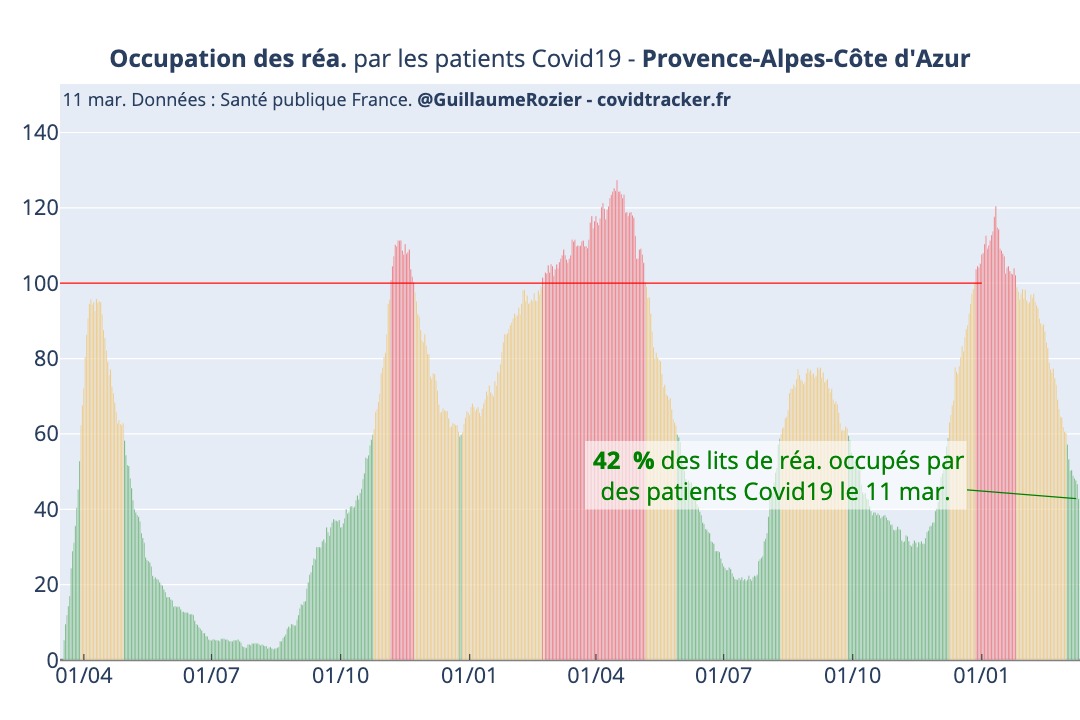 Occupation des réa. par les patients Covid19 - Provence-Alpes-Côte d'Azur
11 mar. Données : Santé publique France. @GuillaumeRozier - covidtracker.fr
140
120
100
80
60
42 % des lits de réa. occupés par
des patients Covid19 le 11 mar.
40
20
0
01/04 01/07 01/10 01/01 01/04 01/07 01/10 01/01